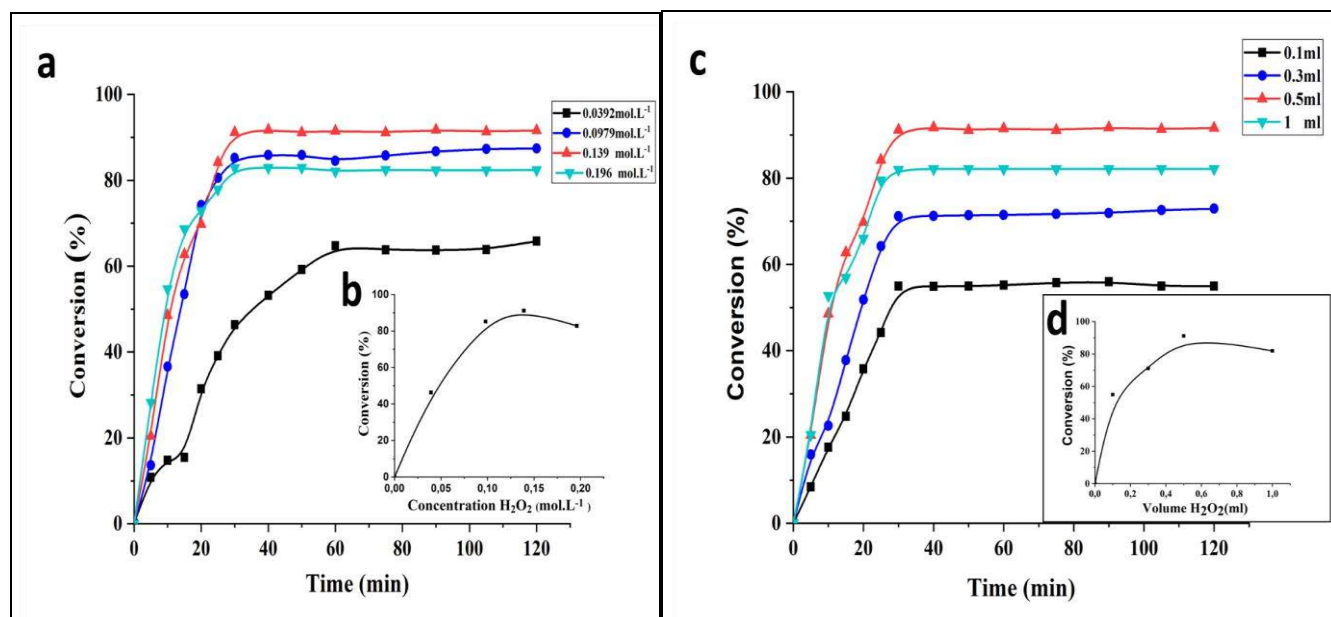 a
100
80
60
40
20
0
Conversion (%)
0 20 40 60 80 100 120
Time (min)
0.0392mol.L⁻¹
0.0979mol.L⁻¹
0.139 mol.L⁻¹
0.196 mol.L⁻¹
b
100
80
60
40
20
0
Conversion (%)
0,00 0,05 0,10 0,15 0,20
Concentration H₂O₂ (mol.L⁻¹)
c
100
80
60
40
20
0
Conversion (%)
0 20 40 60 80 100 120
Time (min)
0.1ml
0.3ml
0.5ml
1 ml
d
100
80
60
40
20
0
Conversion (%)
0,0 0,2 0,4 0,6 0,8 1,0
Volume H₂O₂(ml)